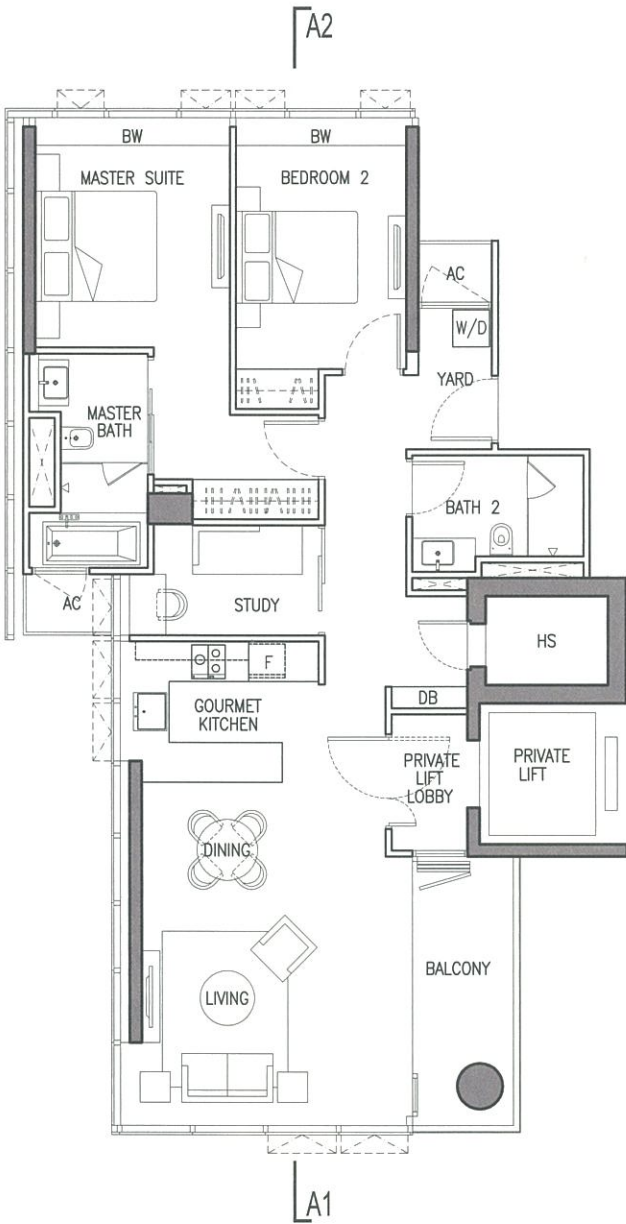 A2
BW
BW
MASTER SUITE
BEDROOM 2
AC
W/D
YARD
MASTER
BATH
BATH 2
AC
STUDY
HS
F
GOURMET
KITCHEN
DB
PRIVATE
LIFT
LOBBY
PRIVATE
LIFT
DINING
BALCONY
LIVING
A1